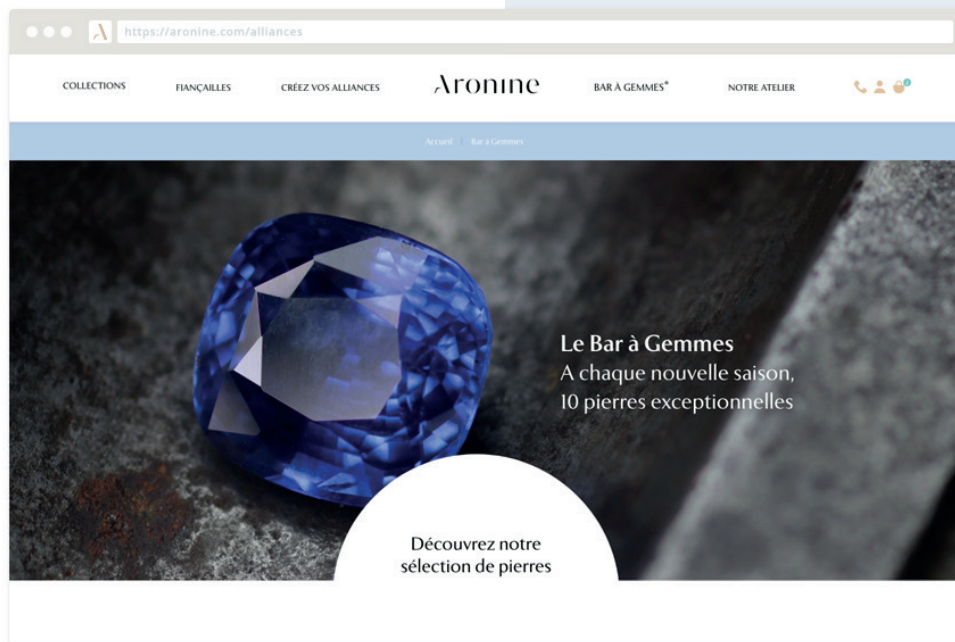 https://aronine.com/alliances
COLLECTIONS
FIANÇAILLES
CRÉEZ VOS ALLIANCES
Aronine
BAR À GEMMES*
NOTRE ATELIER
Accueil | Bar à Gemmes
Le Bar à Gemmes
A chaque nouvelle saison,
10 pierres exceptionnelles
Découvrez notre
sélection de pierres